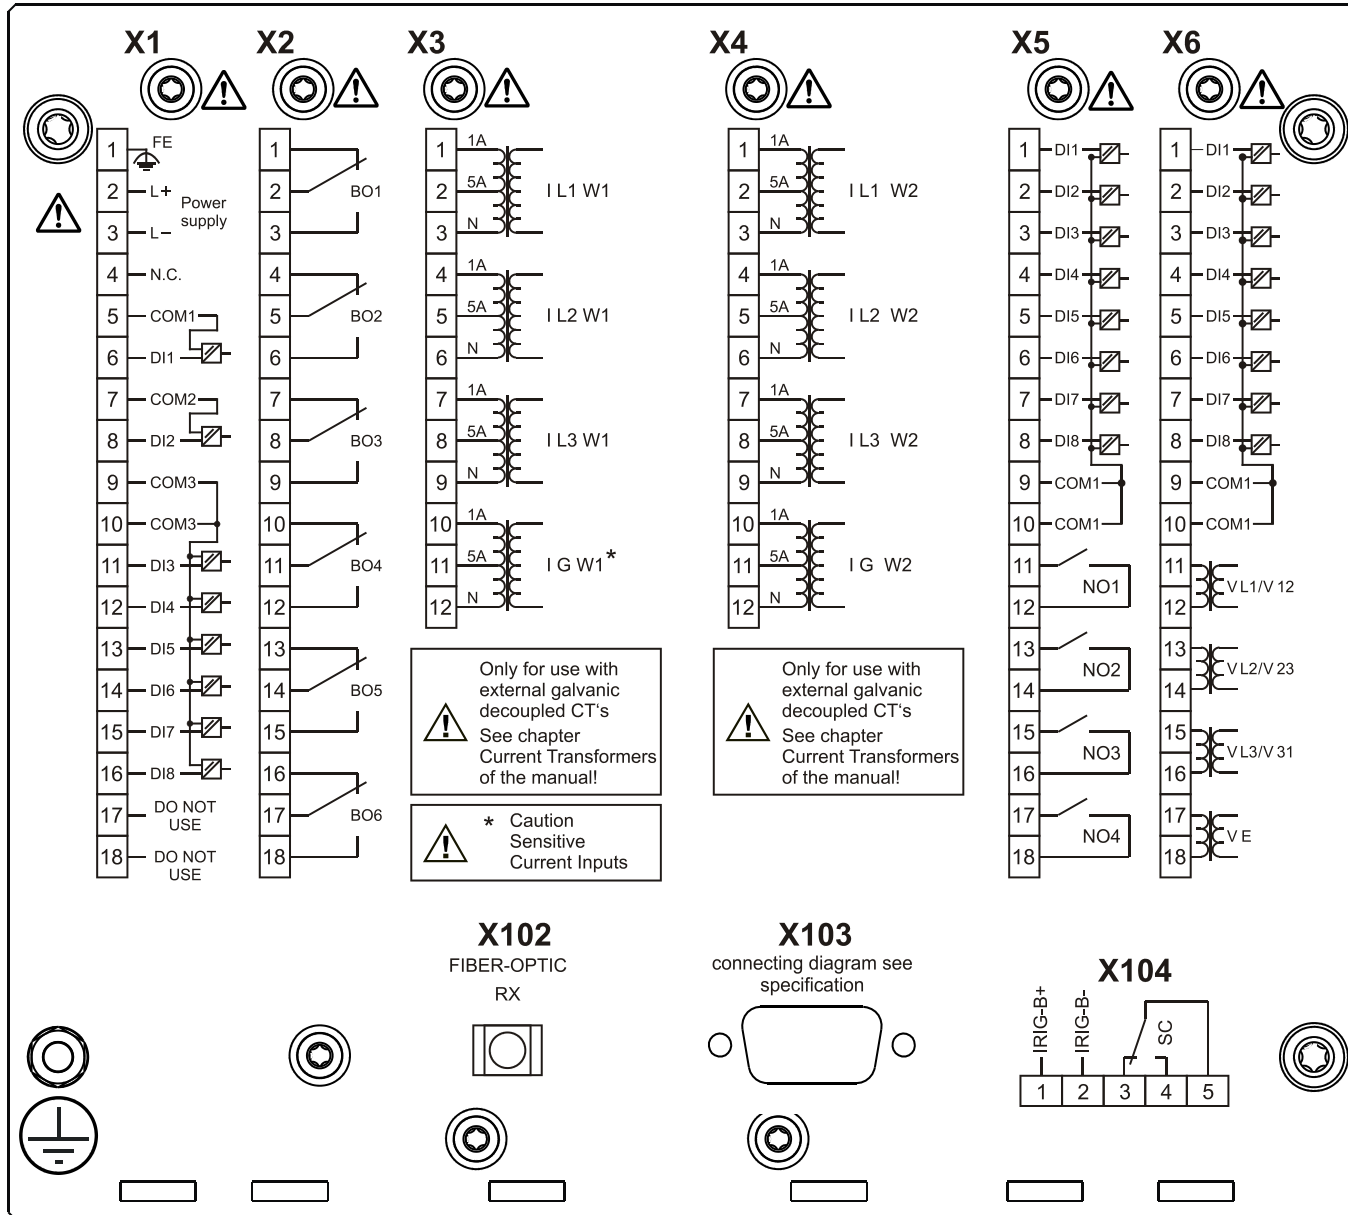 X1
X2
X3
X4
X5
X6
1 FE
2 L+
Power
supply
3 L−
4 N.C.
5 COM1
6 DI1
7 COM2
8 DI2
9 COM3
10 COM3
11 DI3
12 DI4
13 DI5
14 DI6
15 DI7
16 DI8
17 DO NOT
USE
18 DO NOT
USE
1
2 BO1
3
4
5 BO2
6
7
8 BO3
9
10
11 BO4
12
13
14 BO5
15
16
17 BO6
18
1 1A
2 5A I L1 W1
3 N
4 1A
5 5A I L2 W1
6 N
7 1A
8 5A I L3 W1
9 N
10 1A
11 5A I G W1*
12 N
Only for use with
external galvanic
decoupled CT's
See chapter
Current Transformers
of the manual!
* Caution
Sensitive
Current Inputs
1 1A
2 5A I L1 W2
3 N
4 1A
5 5A I L2 W2
6 N
7 1A
8 5A I L3 W2
9 N
10 1A
11 5A I G W2
12 N
Only for use with
external galvanic
decoupled CT's
See chapter
Current Transformers
of the manual!
1 DI1
2 DI2
3 DI3
4 DI4
5 DI5
6 DI6
7 DI7
8 DI8
9 COM1
10 COM1
11
NO1
12
13
NO2
14
15
NO3
16
17
NO4
18
1 DI1
2 DI2
3 DI3
4 DI4
5 DI5
6 DI6
7 DI7
8 DI8
9 COM1
10 COM1
11
V L1/V 12
12
13
V L2/V 23
14
15
V L3/V 31
16
17
V E
18
X102
FIBER-OPTIC
RX
X103
connecting diagram see
specification
X104
IRIG-B+
IRIG-B-
SC
1 2 3 4 5